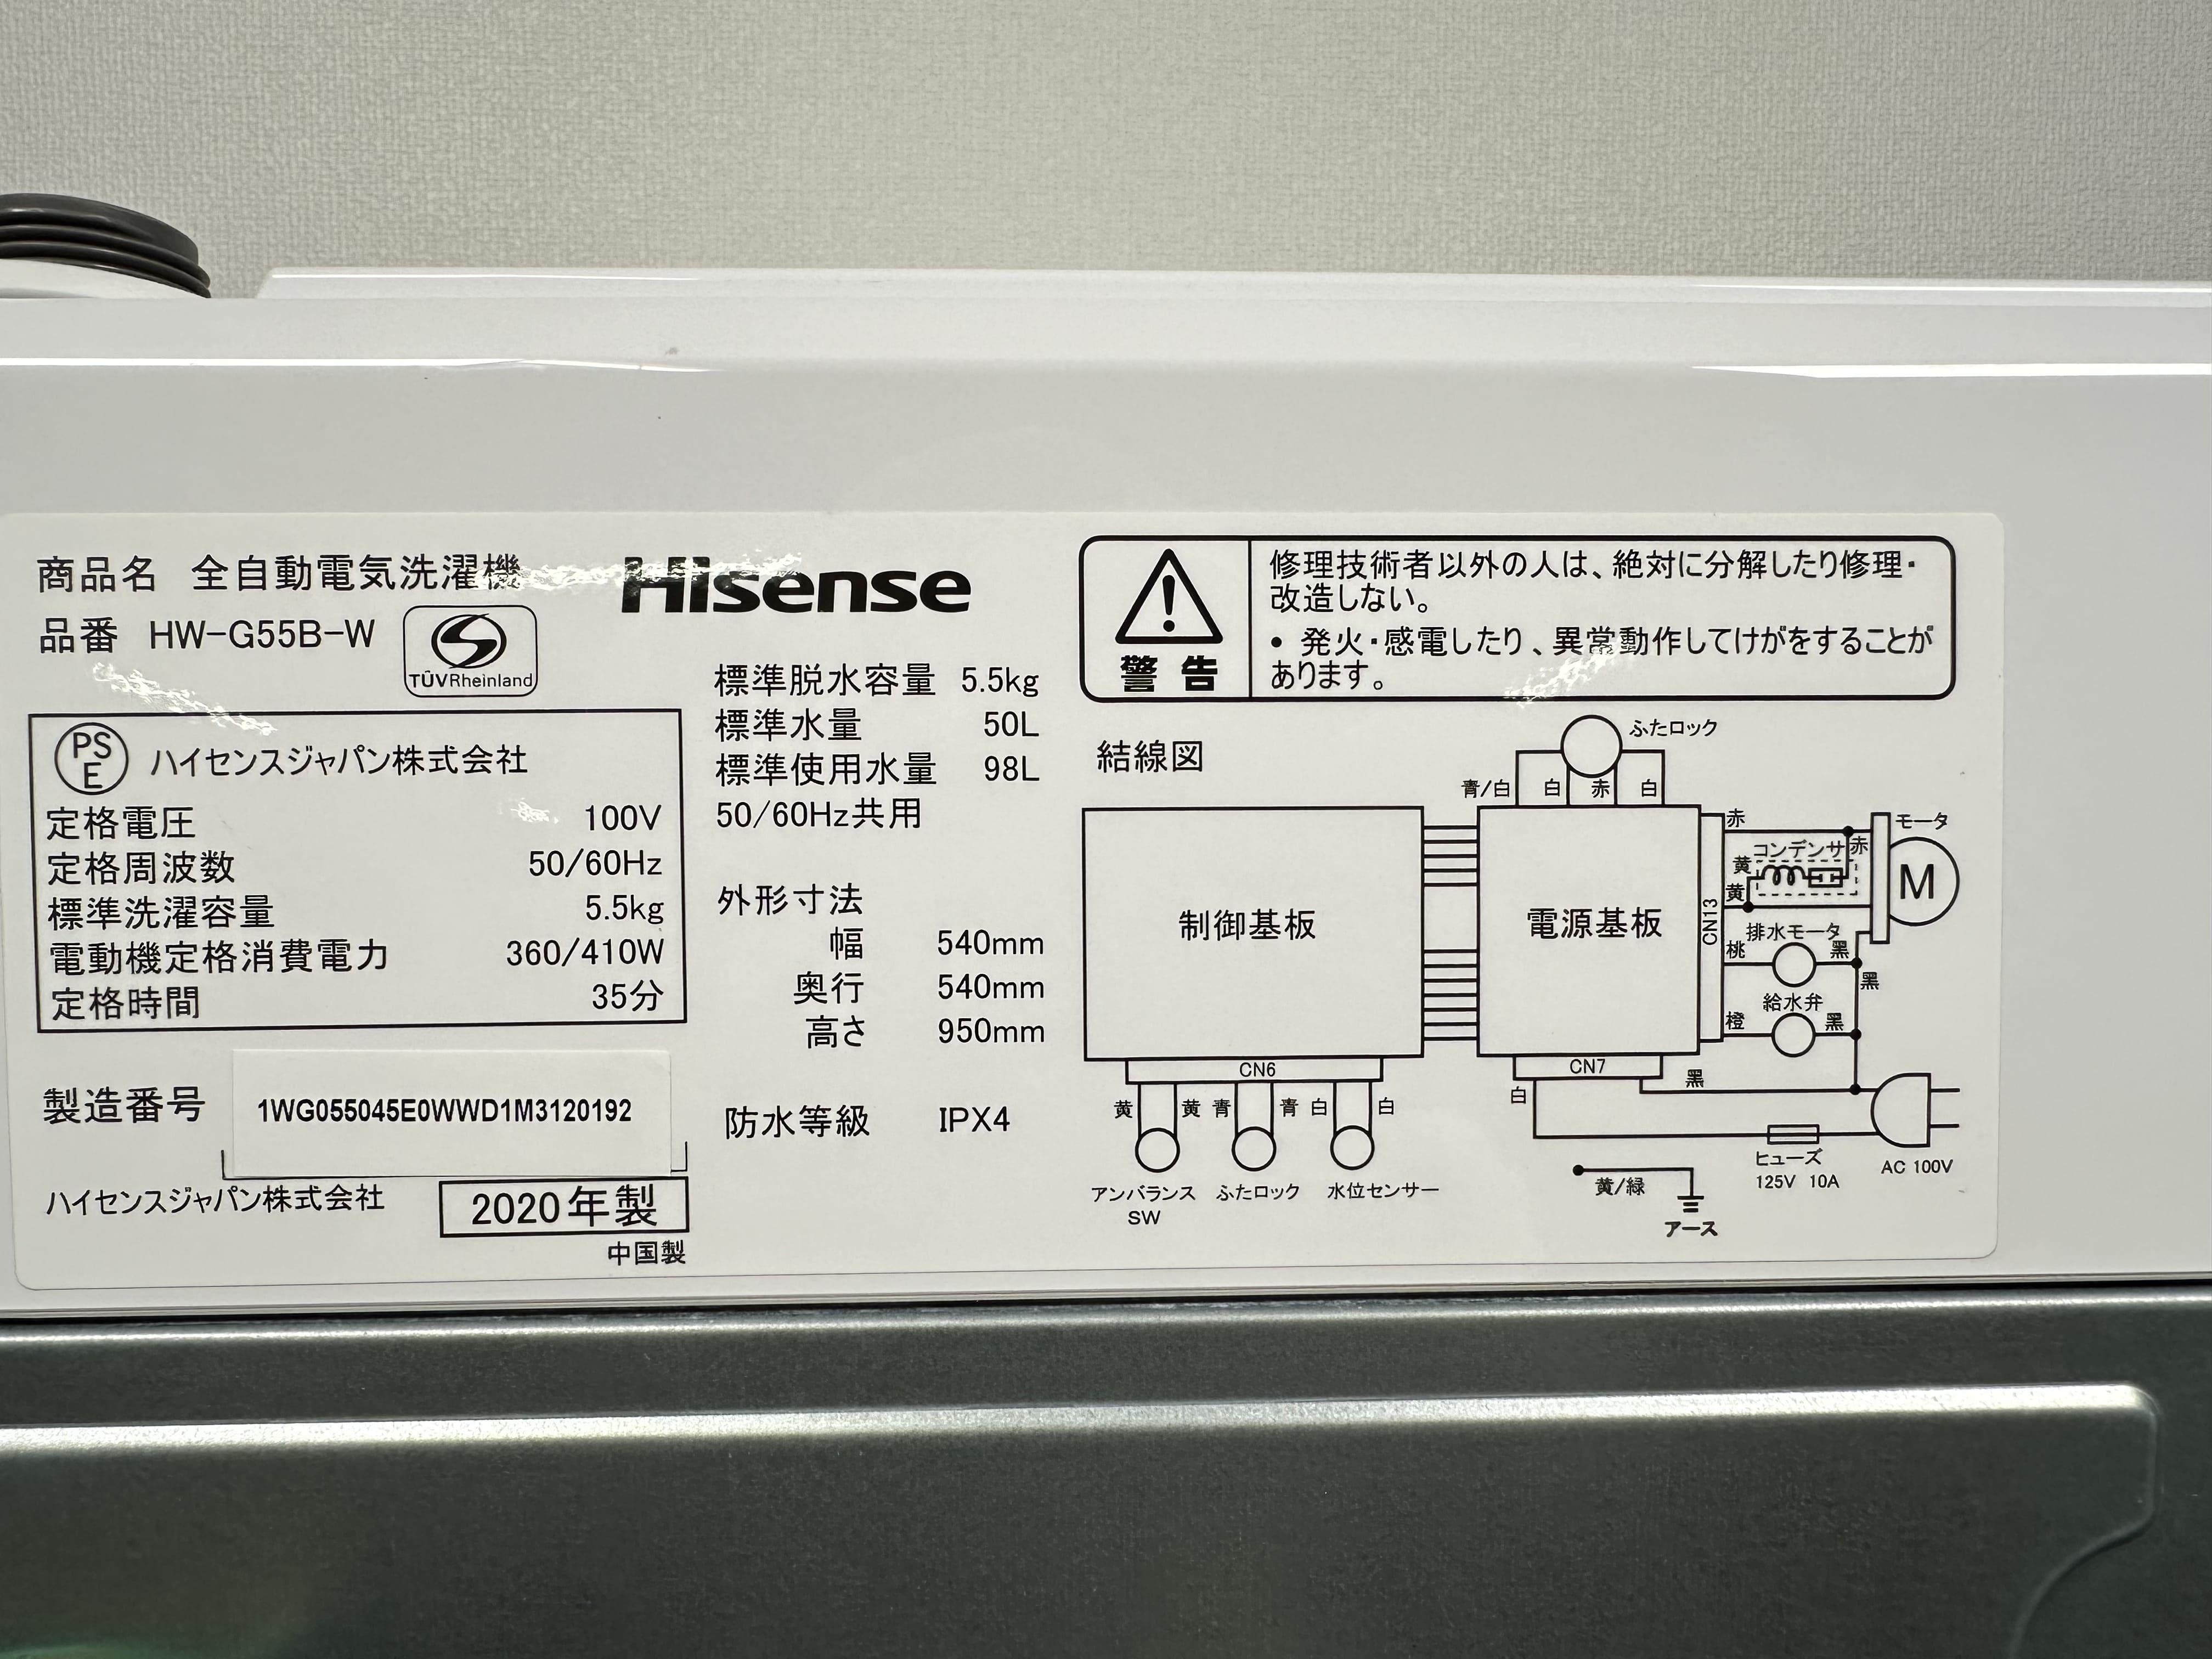 商品名 全自動電気洗濯機
品番 HW-G55B-W
TÜVRheinland
Hisense
PSE ハイセンスジャパン株式会社
定格電圧 100V
定格周波数 50/60Hz
標準洗濯容量 5.5kg
電動機定格消費電力 360/410W
定格時間 35分
製造番号 1WG055045E0WWD1M3120192
ハイセンスジャパン株式会社
2020年製
中国製
標準脱水容量 5.5kg
標準水量 50L
標準使用水量 98L
50/60Hz共用
外形寸法
幅 540mm
奥行 540mm
高さ 950mm
防水等級 IPX4
警告
修理技術者以外の人は、絶対に分解したり修理・
改造しない。
• 発火・感電したり、異常動作してけがをすることが
あります。
結線図
ふたロック
青/白 白 赤 白
制御基板
電源基板
CN13
赤
モータ
コンデンサ 赤
黄
黄
M
排水モータ
桃 黒
黒
給水弁
橙 黒
CN6
CN7
黒
白
黄 黄 青 青 白 白
アンバランス
SW
ふたロック
水位センサー
ヒューズ
125V 10A
AC 100V
黄/緑
アース